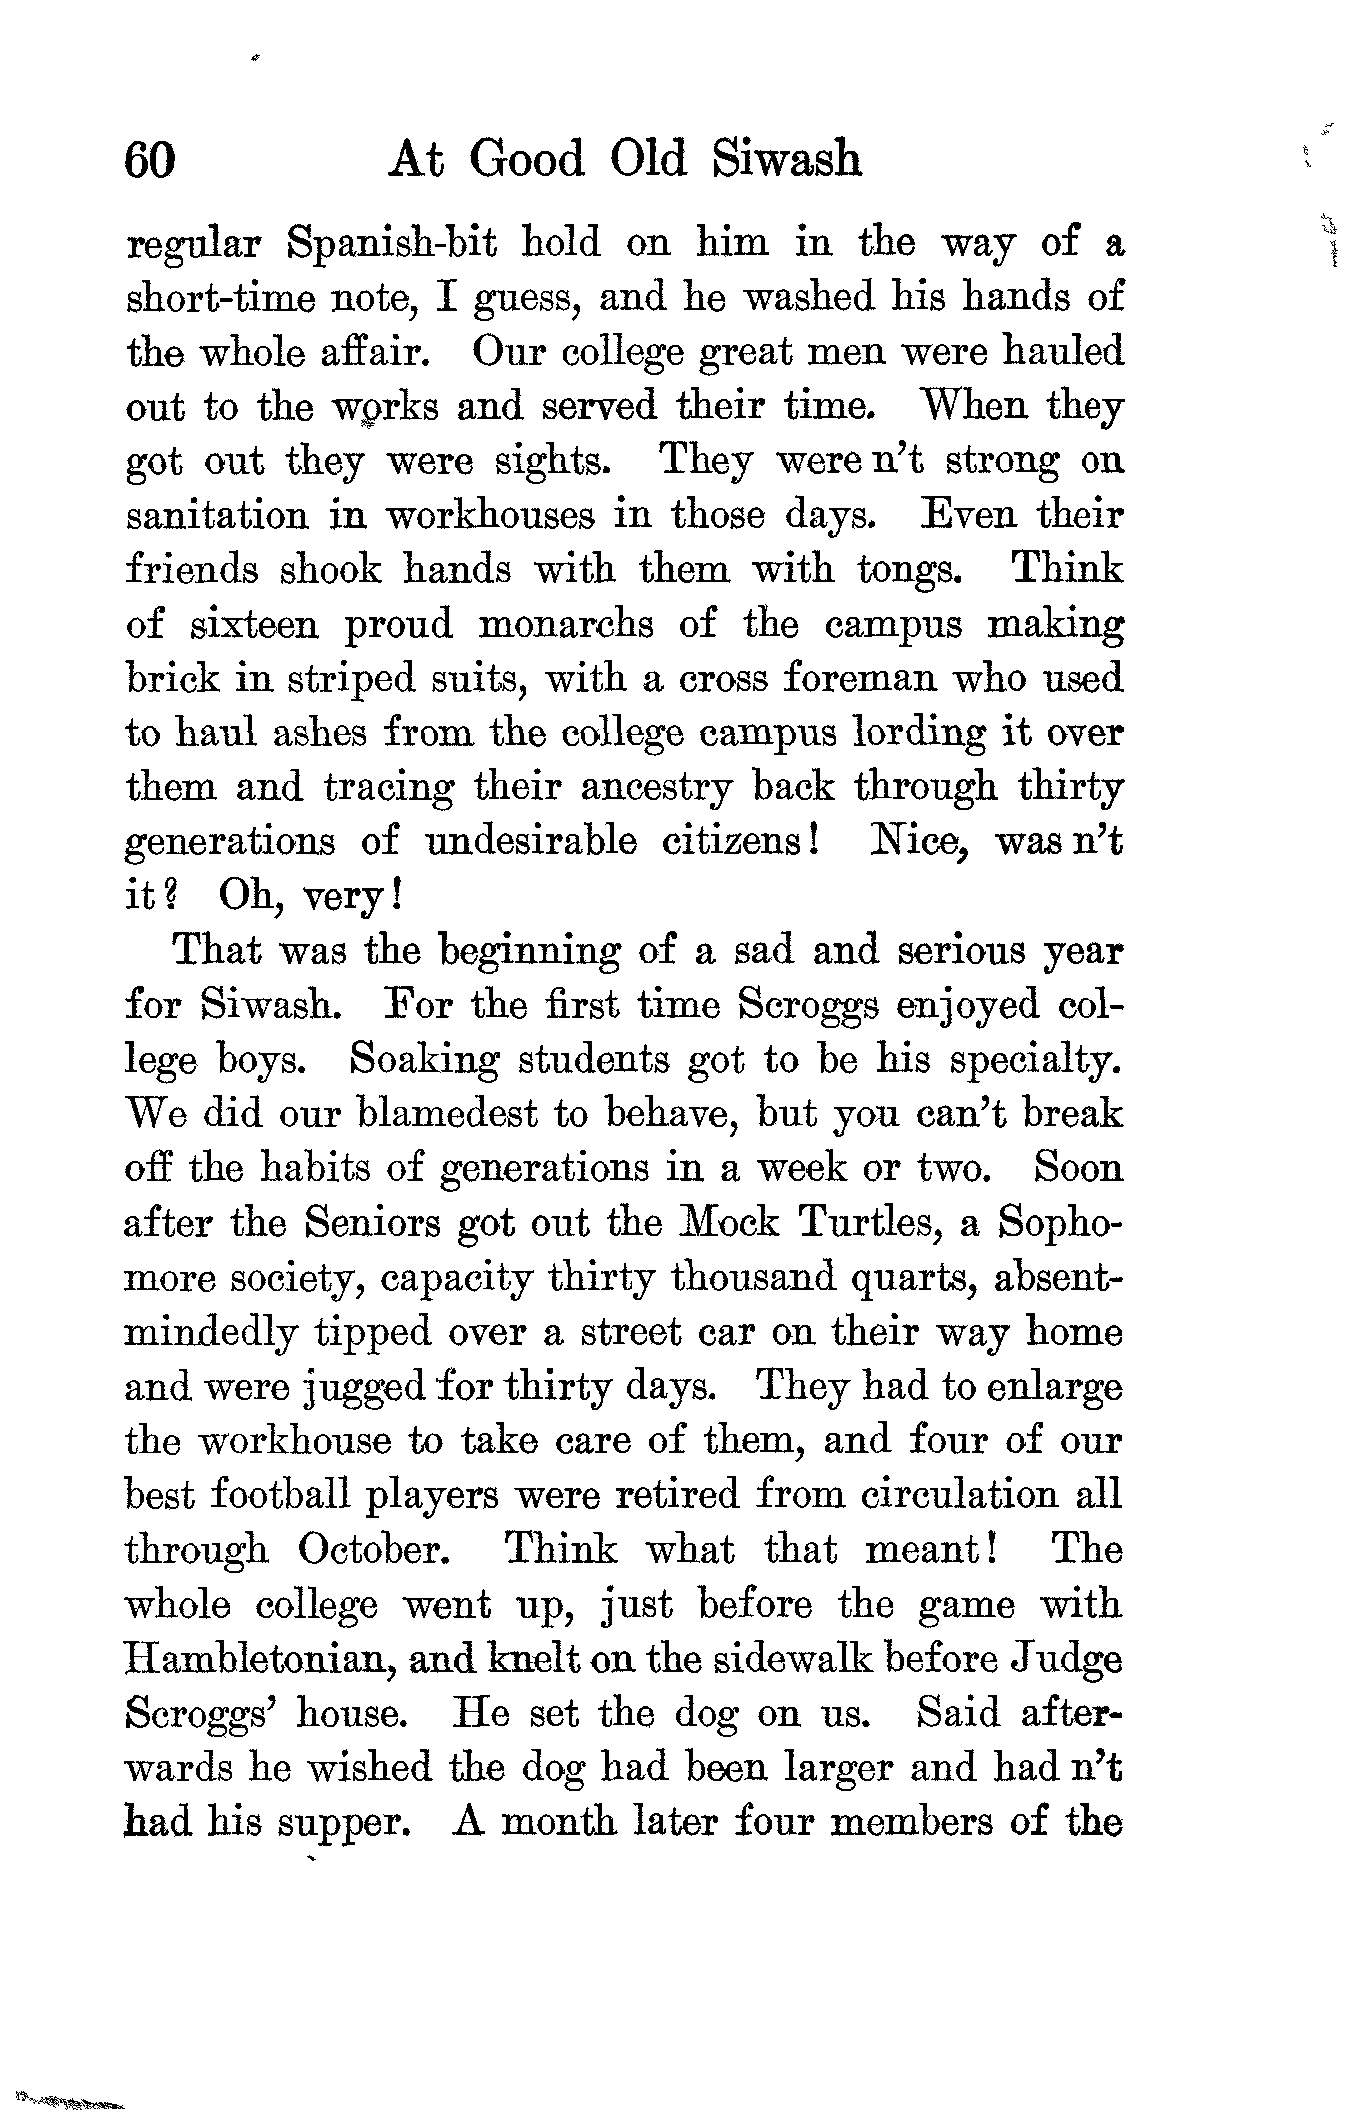 60 At Good Old Siwash
regular Spanish-bit hold on him in the way of a
short-time note, I guess, and he washed his hands of
the whole affair. Our college great men were hauled
out to the works and served their time. When they
got out they were sights. They were n't strong on
sanitation in workhouses in those days. Even their
friends shook hands with them with tongs. Think
of sixteen proud monarchs of the campus making
brick in striped suits, with a cross foreman who used
to haul ashes from the college campus lording it over
them and tracing their ancestry back through thirty
generations of undesirable citizens! Nice, was n't
it? Oh, very!
That was the beginning of a sad and serious year
for Siwash. For the first time Scroggs enjoyed col-
lege boys. Soaking students got to be his specialty.
We did our blamedest to behave, but you can't break
off the habits of generations in a week or two. Soon
after the Seniors got out the Mock Turtles, a Sopho-
more society, capacity thirty thousand quarts, absent-
mindedly tipped over a street car on their way home
and were jugged for thirty days. They had to enlarge
the workhouse to take care of them, and four of our
best football players were retired from circulation all
through October. Think what that meant! The
whole college went up, just before the game with
Hambletonian, and knelt on the sidewalk before Judge
Scroggs' house. He set the dog on us. Said after-
wards he wished the dog had been larger and had n't
had his supper. A month later four members of the